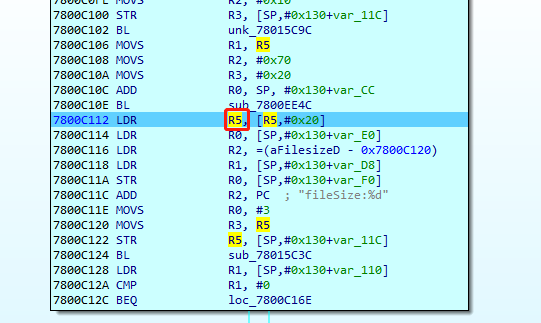 7800C100 STR R3, [SP,#0x130+var_11C]
7800C102 BL unk_78015C9C
7800C106 MOVS R1, R5
7800C108 MOVS R2, #0x70
7800C10A MOVS R3, #0x20
7800C10C ADD R0, SP, #0x130+var_CC
7800C10E BL sub_7800EE4C
7800C112 LDR R5, [R5,#0x20]
7800C114 LDR R0, [SP,#0x130+var_E0]
7800C116 LDR R2, =(aFilesizeD - 0x7800C120)
7800C118 LDR R1, [SP,#0x130+var_D8]
7800C11A STR R0, [SP,#0x130+var_F0]
7800C11C ADD R2, PC ; "fileSize:%d"
7800C11E MOVS R0, #3
7800C120 MOVS R3, R5
7800C122 STR R5, [SP,#0x130+var_11C]
7800C124 BL sub_78015C3C
7800C128 LDR R1, [SP,#0x130+var_110]
7800C12A CMP R1, #0
7800C12C BEQ loc_7800C16E